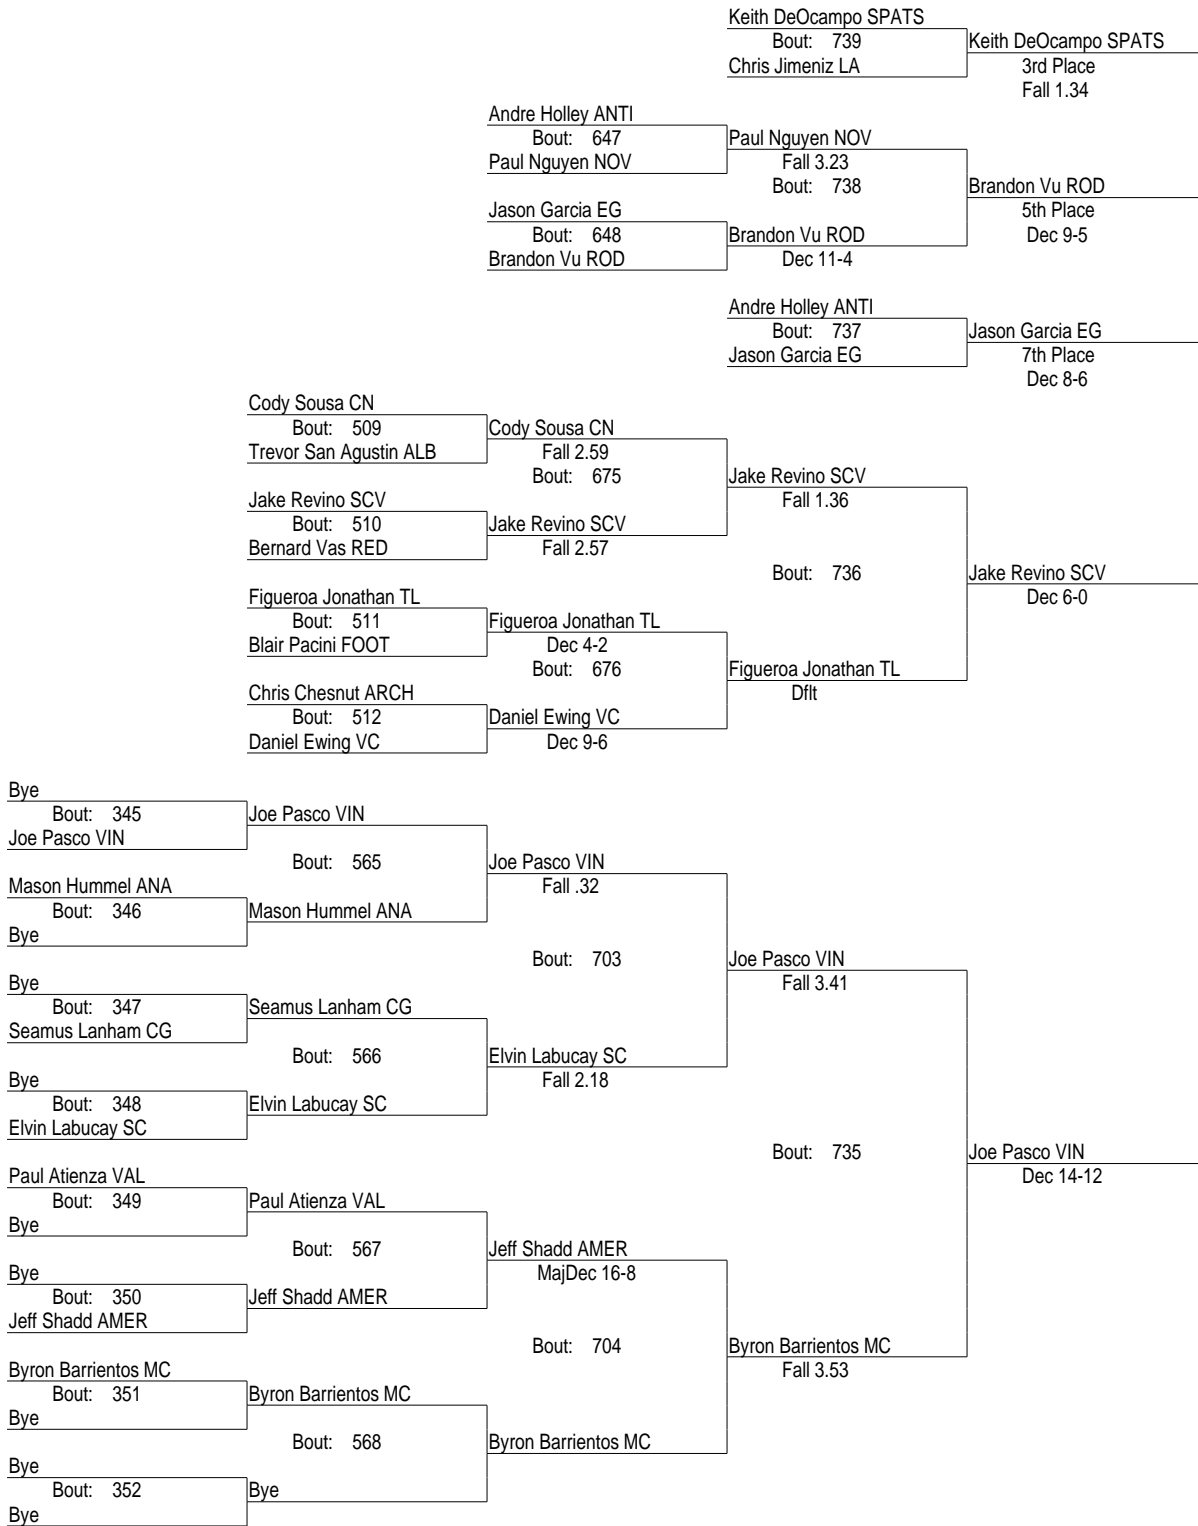 Keith DeOcampo SPATS
Bout: 739
Keith DeOcampo SPATS
Chris Jimeniz LA
3rd Place
Fall 1.34
Andre Holley ANTI
Bout: 647
Paul Nguyen NOV
Paul Nguyen NOV
Fall 3.23
Bout: 738
Brandon Vu ROD
Jason Garcia EG
5th Place
Bout: 648
Brandon Vu ROD
Dec 9-5
Brandon Vu ROD
Dec 11-4
Andre Holley ANTI
Bout: 737
Jason Garcia EG
Jason Garcia EG
7th Place
Dec 8-6
Cody Sousa CN
Bout: 509
Cody Sousa CN
Trevor San Agustin ALB
Fall 2.59
Bout: 675
Jake Revino SCV
Jake Revino SCV
Fall 1.36
Bout: 510
Jake Revino SCV
Bernard Vas RED
Fall 2.57
Bout: 736
Jake Revino SCV
Figueroa Jonathan TL
Dec 6-0
Bout: 511
Figueroa Jonathan TL
Blair Pacini FOOT
Dec 4-2
Bout: 676
Figueroa Jonathan TL
Chris Chesnut ARCH
Dflt
Bout: 512
Daniel Ewing VC
Daniel Ewing VC
Dec 9-6
Bye
Bout: 345
Joe Pasco VIN
Joe Pasco VIN
Bout: 565
Joe Pasco VIN
Mason Hummel ANA
Fall .32
Bout: 346
Mason Hummel ANA
Bye
Bout: 703
Joe Pasco VIN
Bye
Fall 3.41
Bout: 347
Seamus Lanham CG
Seamus Lanham CG
Bout: 566
Elvin Labucay SC
Bye
Fall 2.18
Bout: 348
Elvin Labucay SC
Elvin Labucay SC
Bout: 735
Joe Pasco VIN
Paul Atienza VAL
Dec 14-12
Bout: 349
Paul Atienza VAL
Bye
Bout: 567
Jeff Shadd AMER
Bye
MajDec 16-8
Bout: 350
Jeff Shadd AMER
Jeff Shadd AMER
Bout: 704
Byron Barrientos MC
Byron Barrientos MC
Fall 3.53
Bout: 351
Byron Barrientos MC
Bye
Bout: 568
Byron Barrientos MC
Bye
Bout: 352
Bye
Bye